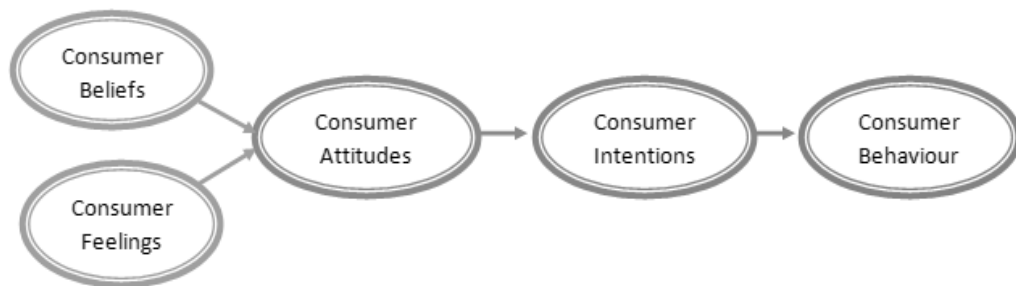 Consumer
Beliefs
Consumer
Feelings
Consumer
Attitudes
Consumer
Intentions
Consumer
Behaviour